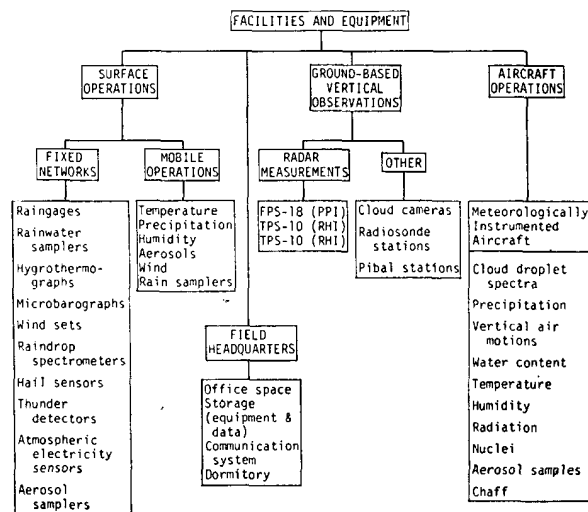 FACILITIES AND EQUIPMENT
SURFACE
OPERATIONS
GROUND-BASED
VERTICAL
OBSERVATIONS
AIRCRAFT
OPERATIONS
FIXED
NETWORKS
MOBILE
OPERATIONS
RADAR
MEASUREMENTS
OTHER
Raingages
Rainwater
samplers
Hygrothermo-
graphs
Microbarographs
Wind sets
Raindrop
spectrometers
Hail sensors
Thunder
detectors
Atmospheric
electricity
sensors
Aerosol
samplers
Temperature
Precipitation
Humidity
Aerosols
Wind
Rain samplers
FPS-18 (PPI)
TPS-10 (RHI)
TPS-10 (RHI)
Cloud cameras
Radiosonde
stations
Pibal stations
Meteorologically
Instrumented
Aircraft
Cloud droplet
spectra
Precipitation
Vertical air
motions
Water content
Temperature
Humidity
Radiation
Nuclei
Aerosol samples
Chaff
FIELD
HEADQUARTERS
Office space
Storage
(equipment &
data)
Communication
system
Dormitory